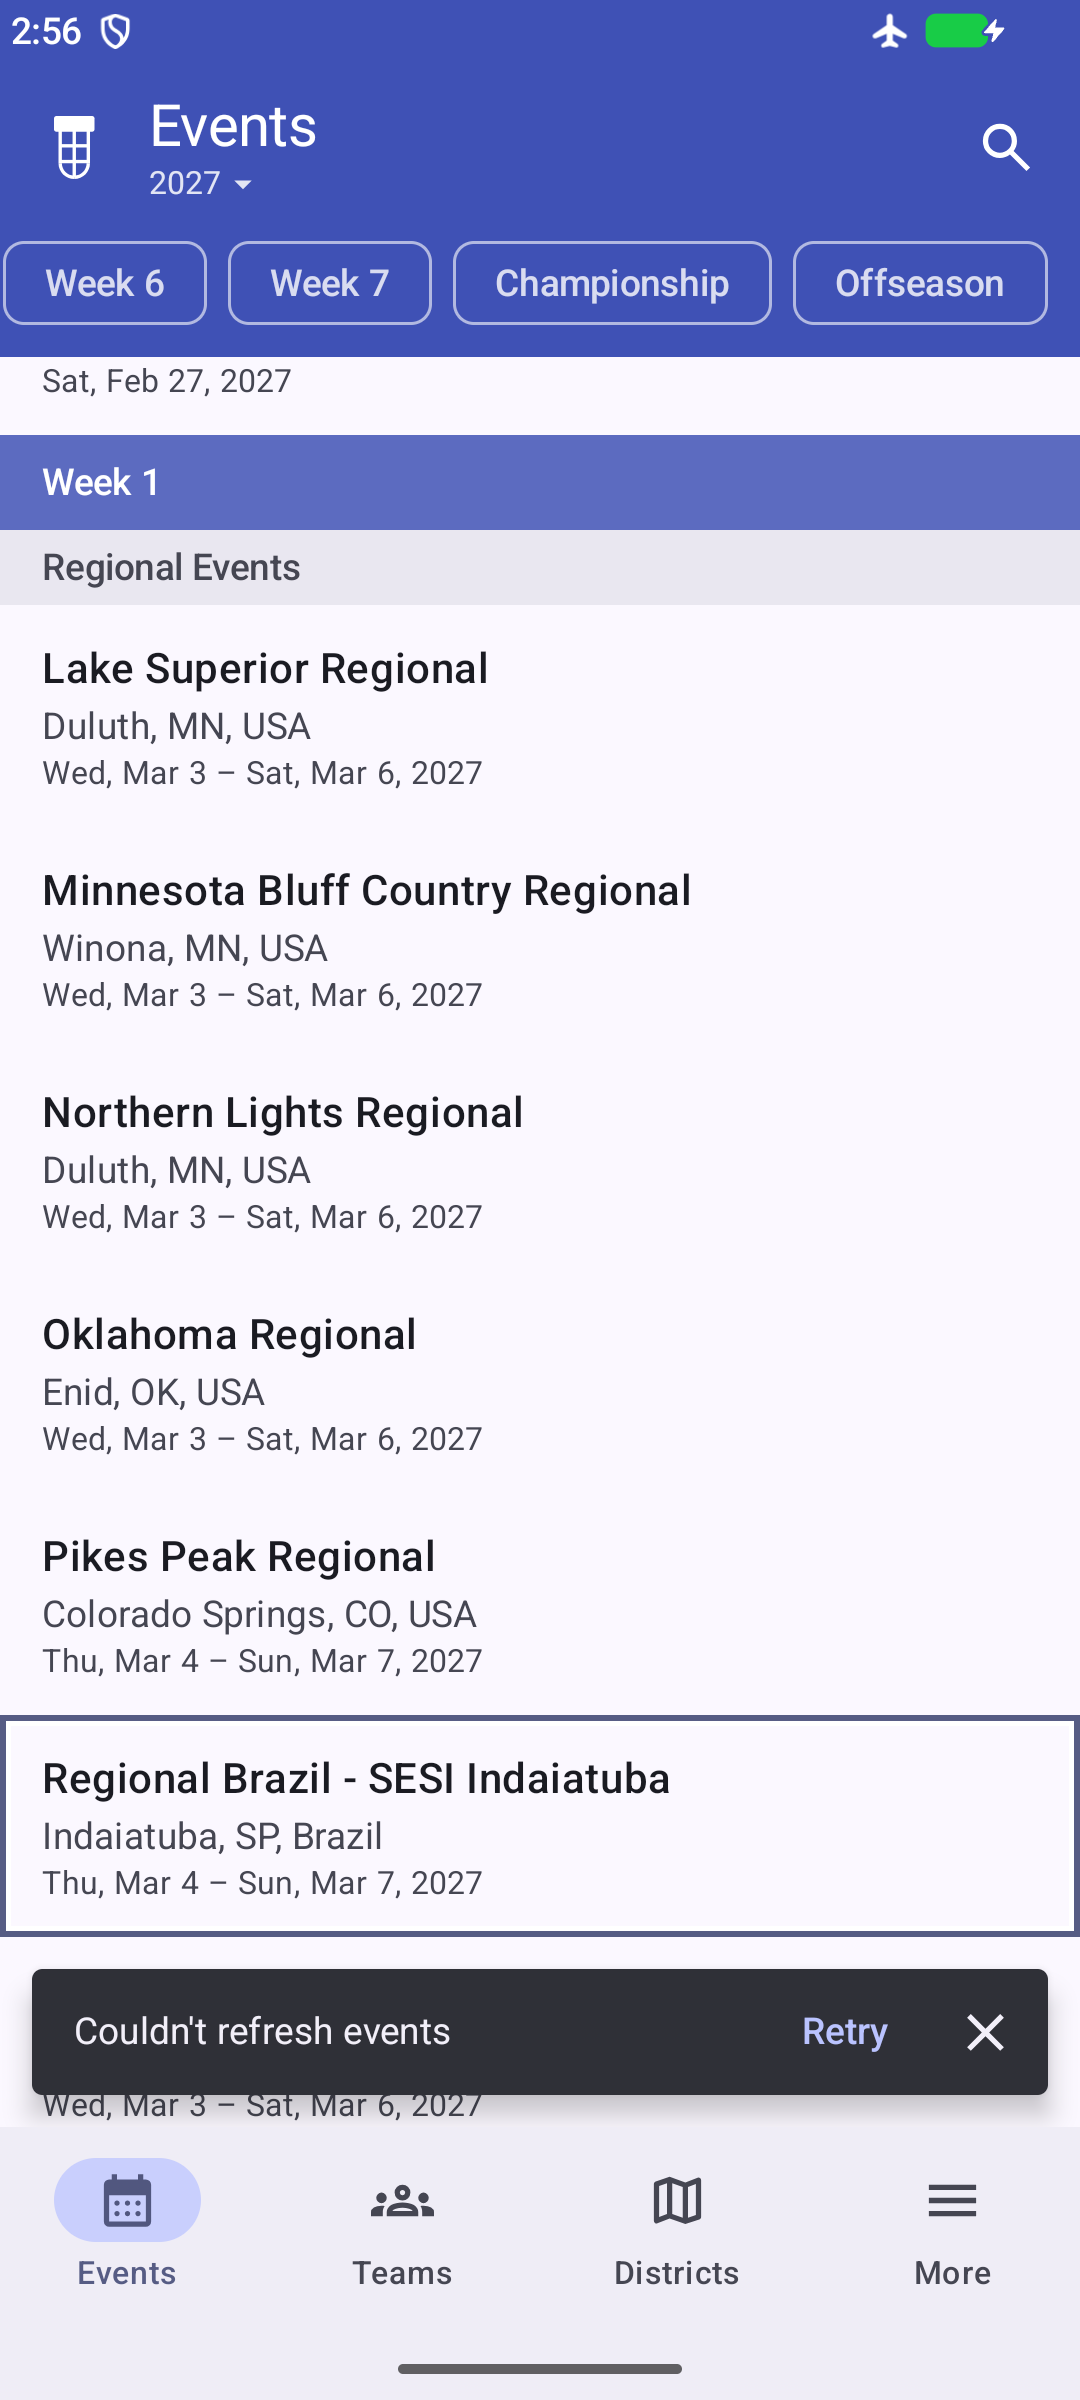 2:56
Events
2027
Week 6
Week 7
Championship
Offseason
Sat, Feb 27, 2027
Week 1
Regional Events
Lake Superior Regional
Duluth, MN, USA
Wed, Mar 3 – Sat, Mar 6, 2027
Minnesota Bluff Country Regional
Winona, MN, USA
Wed, Mar 3 – Sat, Mar 6, 2027
Northern Lights Regional
Duluth, MN, USA
Wed, Mar 3 – Sat, Mar 6, 2027
Oklahoma Regional
Enid, OK, USA
Wed, Mar 3 – Sat, Mar 6, 2027
Pikes Peak Regional
Colorado Springs, CO, USA
Thu, Mar 4 – Sun, Mar 7, 2027
Regional Brazil - SESI Indaiatuba
Indaiatuba, SP, Brazil
Thu, Mar 4 – Sun, Mar 7, 2027
Couldn't refresh events
Retry
Wed, Mar 3 – Sat, Mar 6, 2027
Events
Teams
Districts
More